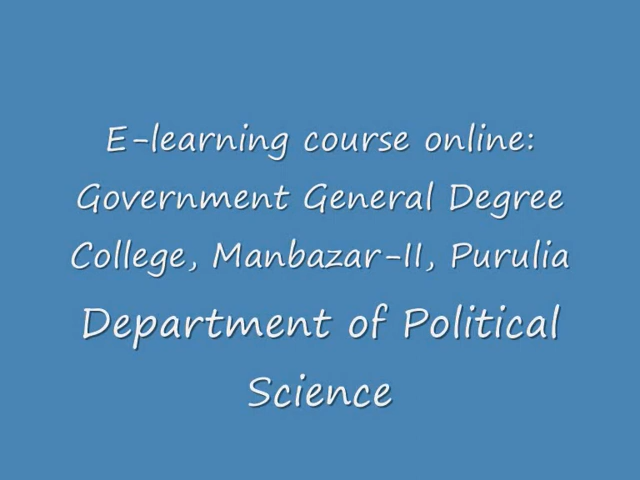 E-learning course online:
Government General Degree
College, Manbazar-II, Purulia
Department of Political
Science